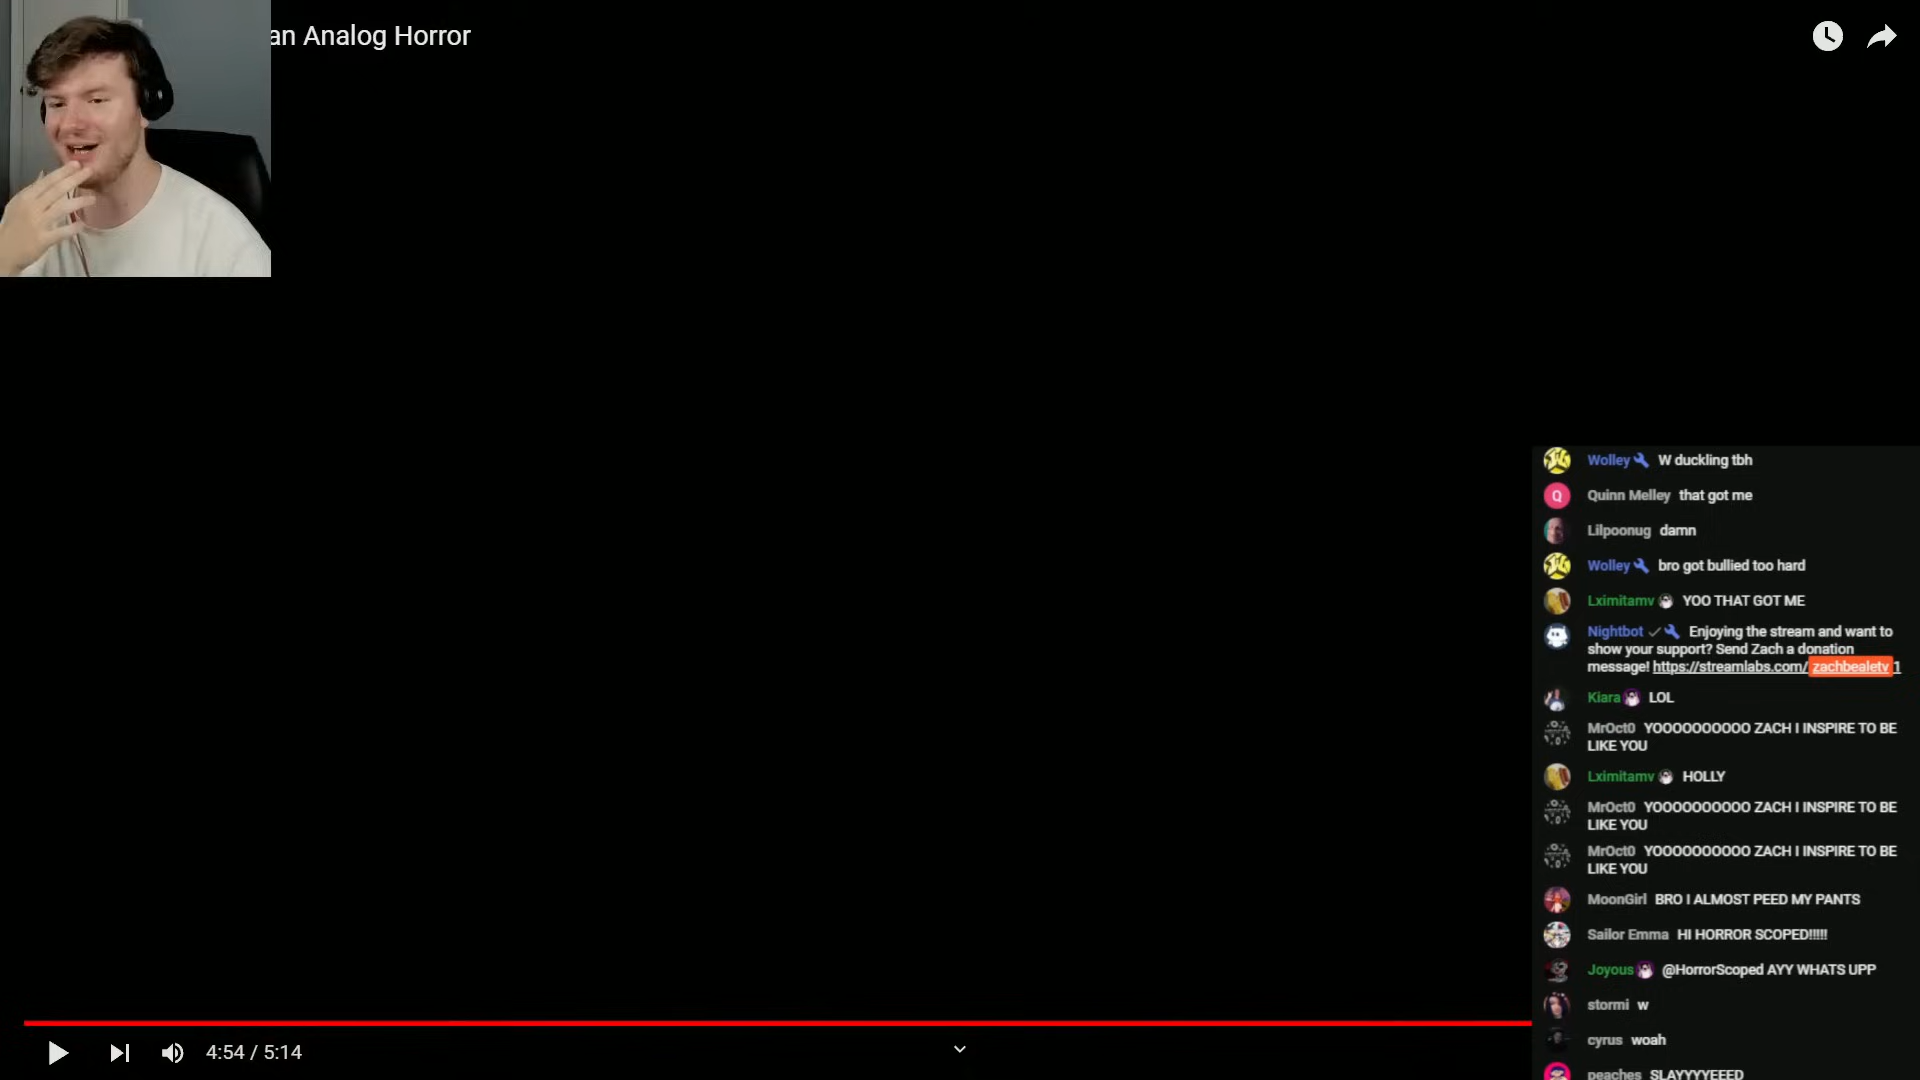 an Analog Horror
Wolley W duckling tbh
Q Quinn Melley that got me
Lilpoonug damn
Wolley bro got bullied too hard
Lximitamv YOO THAT GOT ME
Nightbot Enjoying the stream and want to
show your support? Send Zach a donation
message! https://streamlabs.com/zachbealetv1
Kiara LOL
MrOct0 YOOOOOOOOOO ZACH I INSPIRE TO BE
LIKE YOU
Lximitamv HOLLY
MrOct0 YOOOOOOOOOO ZACH I INSPIRE TO BE
LIKE YOU
MrOct0 YOOOOOOOOOO ZACH I INSPIRE TO BE
LIKE YOU
MoonGirl BRO I ALMOST PEED MY PANTS
Sailor Emma HI HORROR SCOPED!!!!!
Joyous @HorrorScoped AYY WHATS UPP
stormi w
cyrus woah
peaches SLAYYYYEEED
4:54 / 5:14